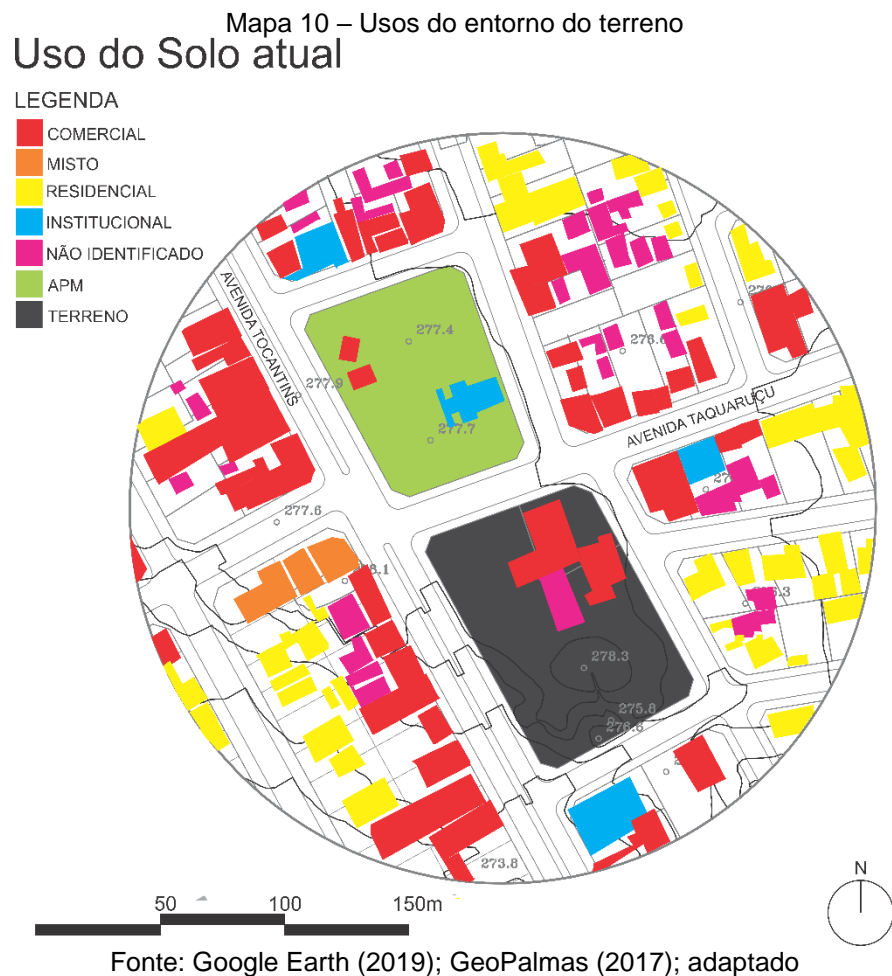 Mapa 10 – Usos do entorno do terreno
Uso do Solo atual
LEGENDA
COMERCIAL
MISTO
RESIDENCIAL
INSTITUCIONAL
NÃO IDENTIFICADO
APM
TERRENO
AVENIDA TOCANTINS
277.4
277.9
277.7
AVENIDA TAQUARUÇU
277.6
278.3
275.8
273.8
50 100 150m
N
Fonte: Google Earth (2019); GeoPalmas (2017); adaptado